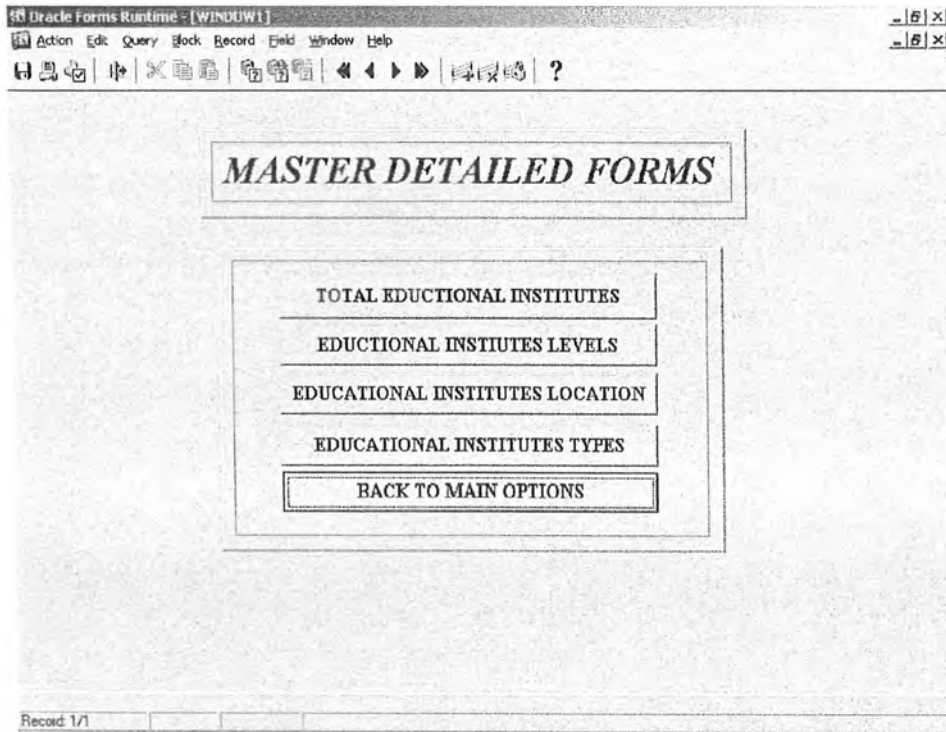 Oracle Forms Runtime - [WINDOW1]
Action Edit Query Block Record Field Window Help
?
MASTER DETAILED FORMS
TOTAL EDUCTIONAL INSTITUTES
EDUCTIONAL INSTIUTES LEVELS
EDUCATIONAL INSTITUTES LOCATION
EDUCATIONAL INSTITUTES TYPES
BACK TO MAIN OPTIONS
Record: 1/1